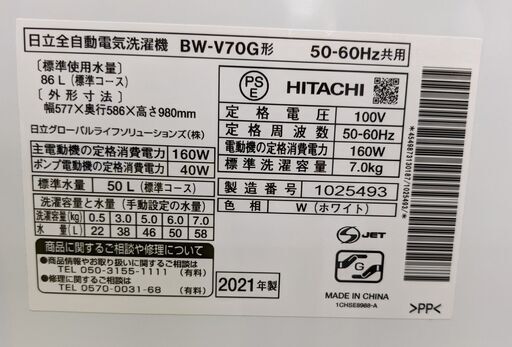 日立全自動電気洗濯機 BW-V70G形 50-60Hz共用
〔標準使用水量〕
86L(標準コース)
〔外形寸法〕
幅577×奥行586×高さ980mm
日立グローバルライフソリューションズ(株)
主電動機の定格消費電力 160W
ポンプ電動機の定格消費電力 40W
標準水量 50L(標準コース)
洗濯容量と水量(手動設定の水量)
洗濯容量(kg) 0.5 3.0 5.0 6.0 7.0
水量(L) 22 38 46 50 58
商品に関するご相談や修理について
●商品に関するお取り扱いのご相談
TEL 050-3155-1111(有料)
●修理に関するご相談
TEL 0570-0031-68(有料)
PS
E
HITACHI
定格電圧 100V
定格周波数 50-60Hz
電動機の定格消費電力 160W
標準洗濯容量 7.0kg
製造番号 1025493
色相 W(ホワイト)
2021年製
S-JET
G
MADE IN CHINA
1CHSE8988-A
>PP<
*4549873130187/1025493/*